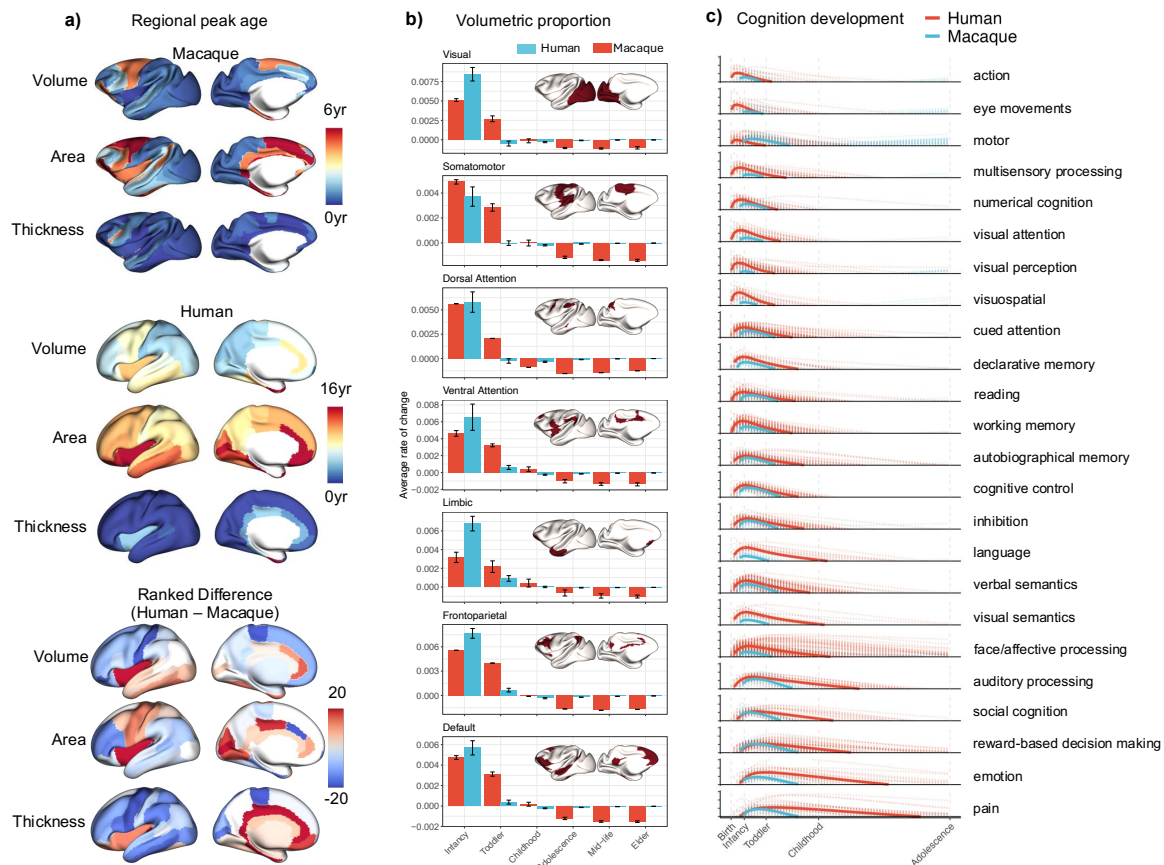 a) Regional peak age
Macaque
Volume
6yr
Area
Thickness
0yr
Human
Volume
16yr
Area
Thickness
0yr
Ranked Difference
(Human – Macaque)
Volume
20
Area
-20
Thickness
b) Volumetric proportion
Human Macaque
Average rate of change
Visual
0.0075
0.0050
0.0025
0.0000
Somatomotor
0.004
0.002
0.000
Dorsal Attention
0.0050
0.0025
0.0000
Ventral Attention
0.008
0.006
0.004
0.002
0.000
−0.002
Limbic
0.006
0.004
0.002
0.000
Frontoparietal
0.006
0.004
0.002
0.000
Default
0.006
0.004
0.002
0.000
−0.002
Infancy
Toddler
Childhood
Adolescence
Mid-life
Elder
c) Cognition development
Human
Macaque
action
eye movements
motor
multisensory processing
numerical cognition
visual attention
visual perception
visuospatial
cued attention
declarative memory
reading
working memory
autobiographical memory
cognitive control
inhibition
language
verbal semantics
visual semantics
face/affective processing
auditory processing
social cognition
reward-based decision making
emotion
pain
Birth
Infancy
Toddler
Childhood
Adolescence